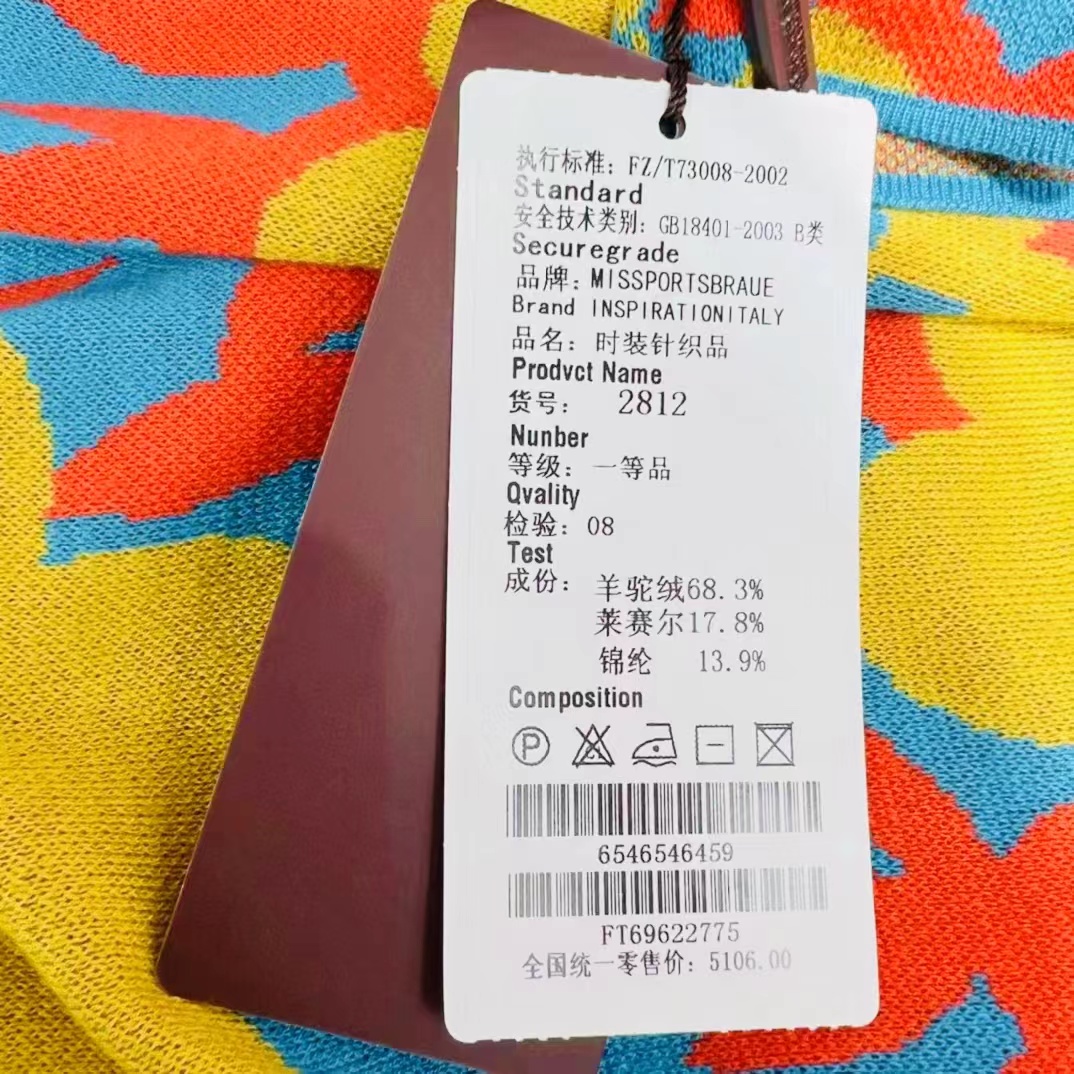 执行标准: FZ/T73008-2002
Standard
安全技术类别: GB18401-2003 B类
Securegrade
品牌: MISSPORTSBRAUE
Brand INSPIRATIONITALY
品名: 时装针织品
Prodvct Name
货号: 2812
Nunber
等级: 一等品
Qvality
检验: 08
Test
成份: 羊驼绒68.3%
莱赛尔17.8%
锦纶 13.9%
Composition
P
6546546459
FT69622775
全国统一零售价: 5106.00